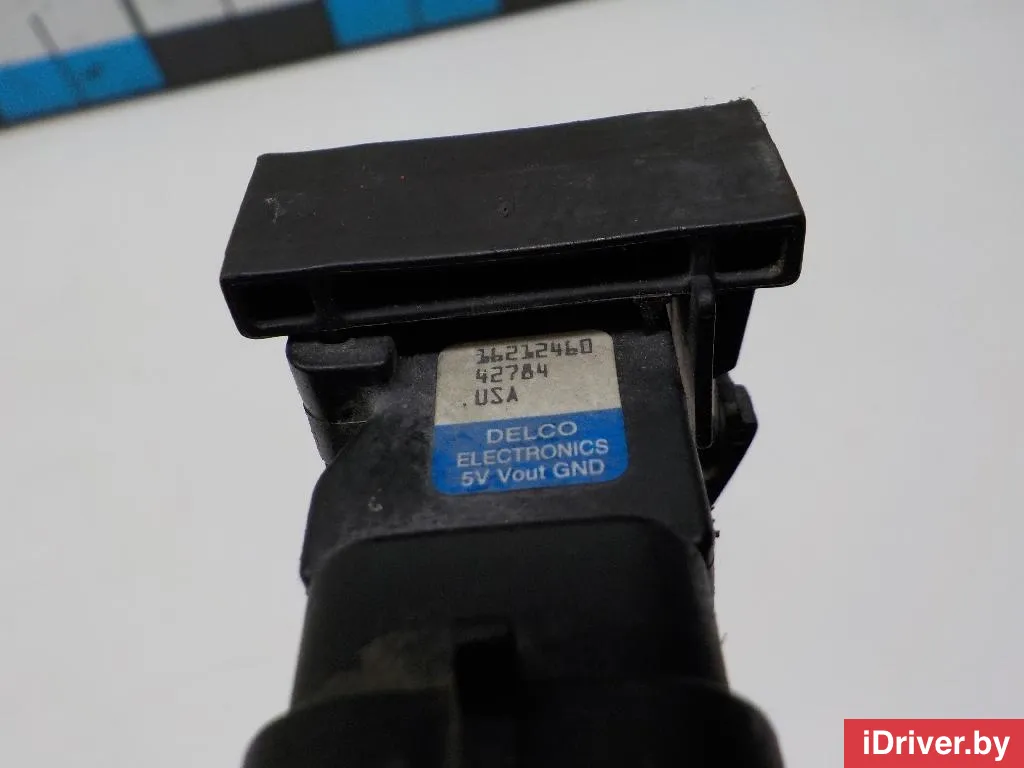 16212460
42784
.USA
DELCO
ELECTRONICS
5V Vout GND
iDriver.by